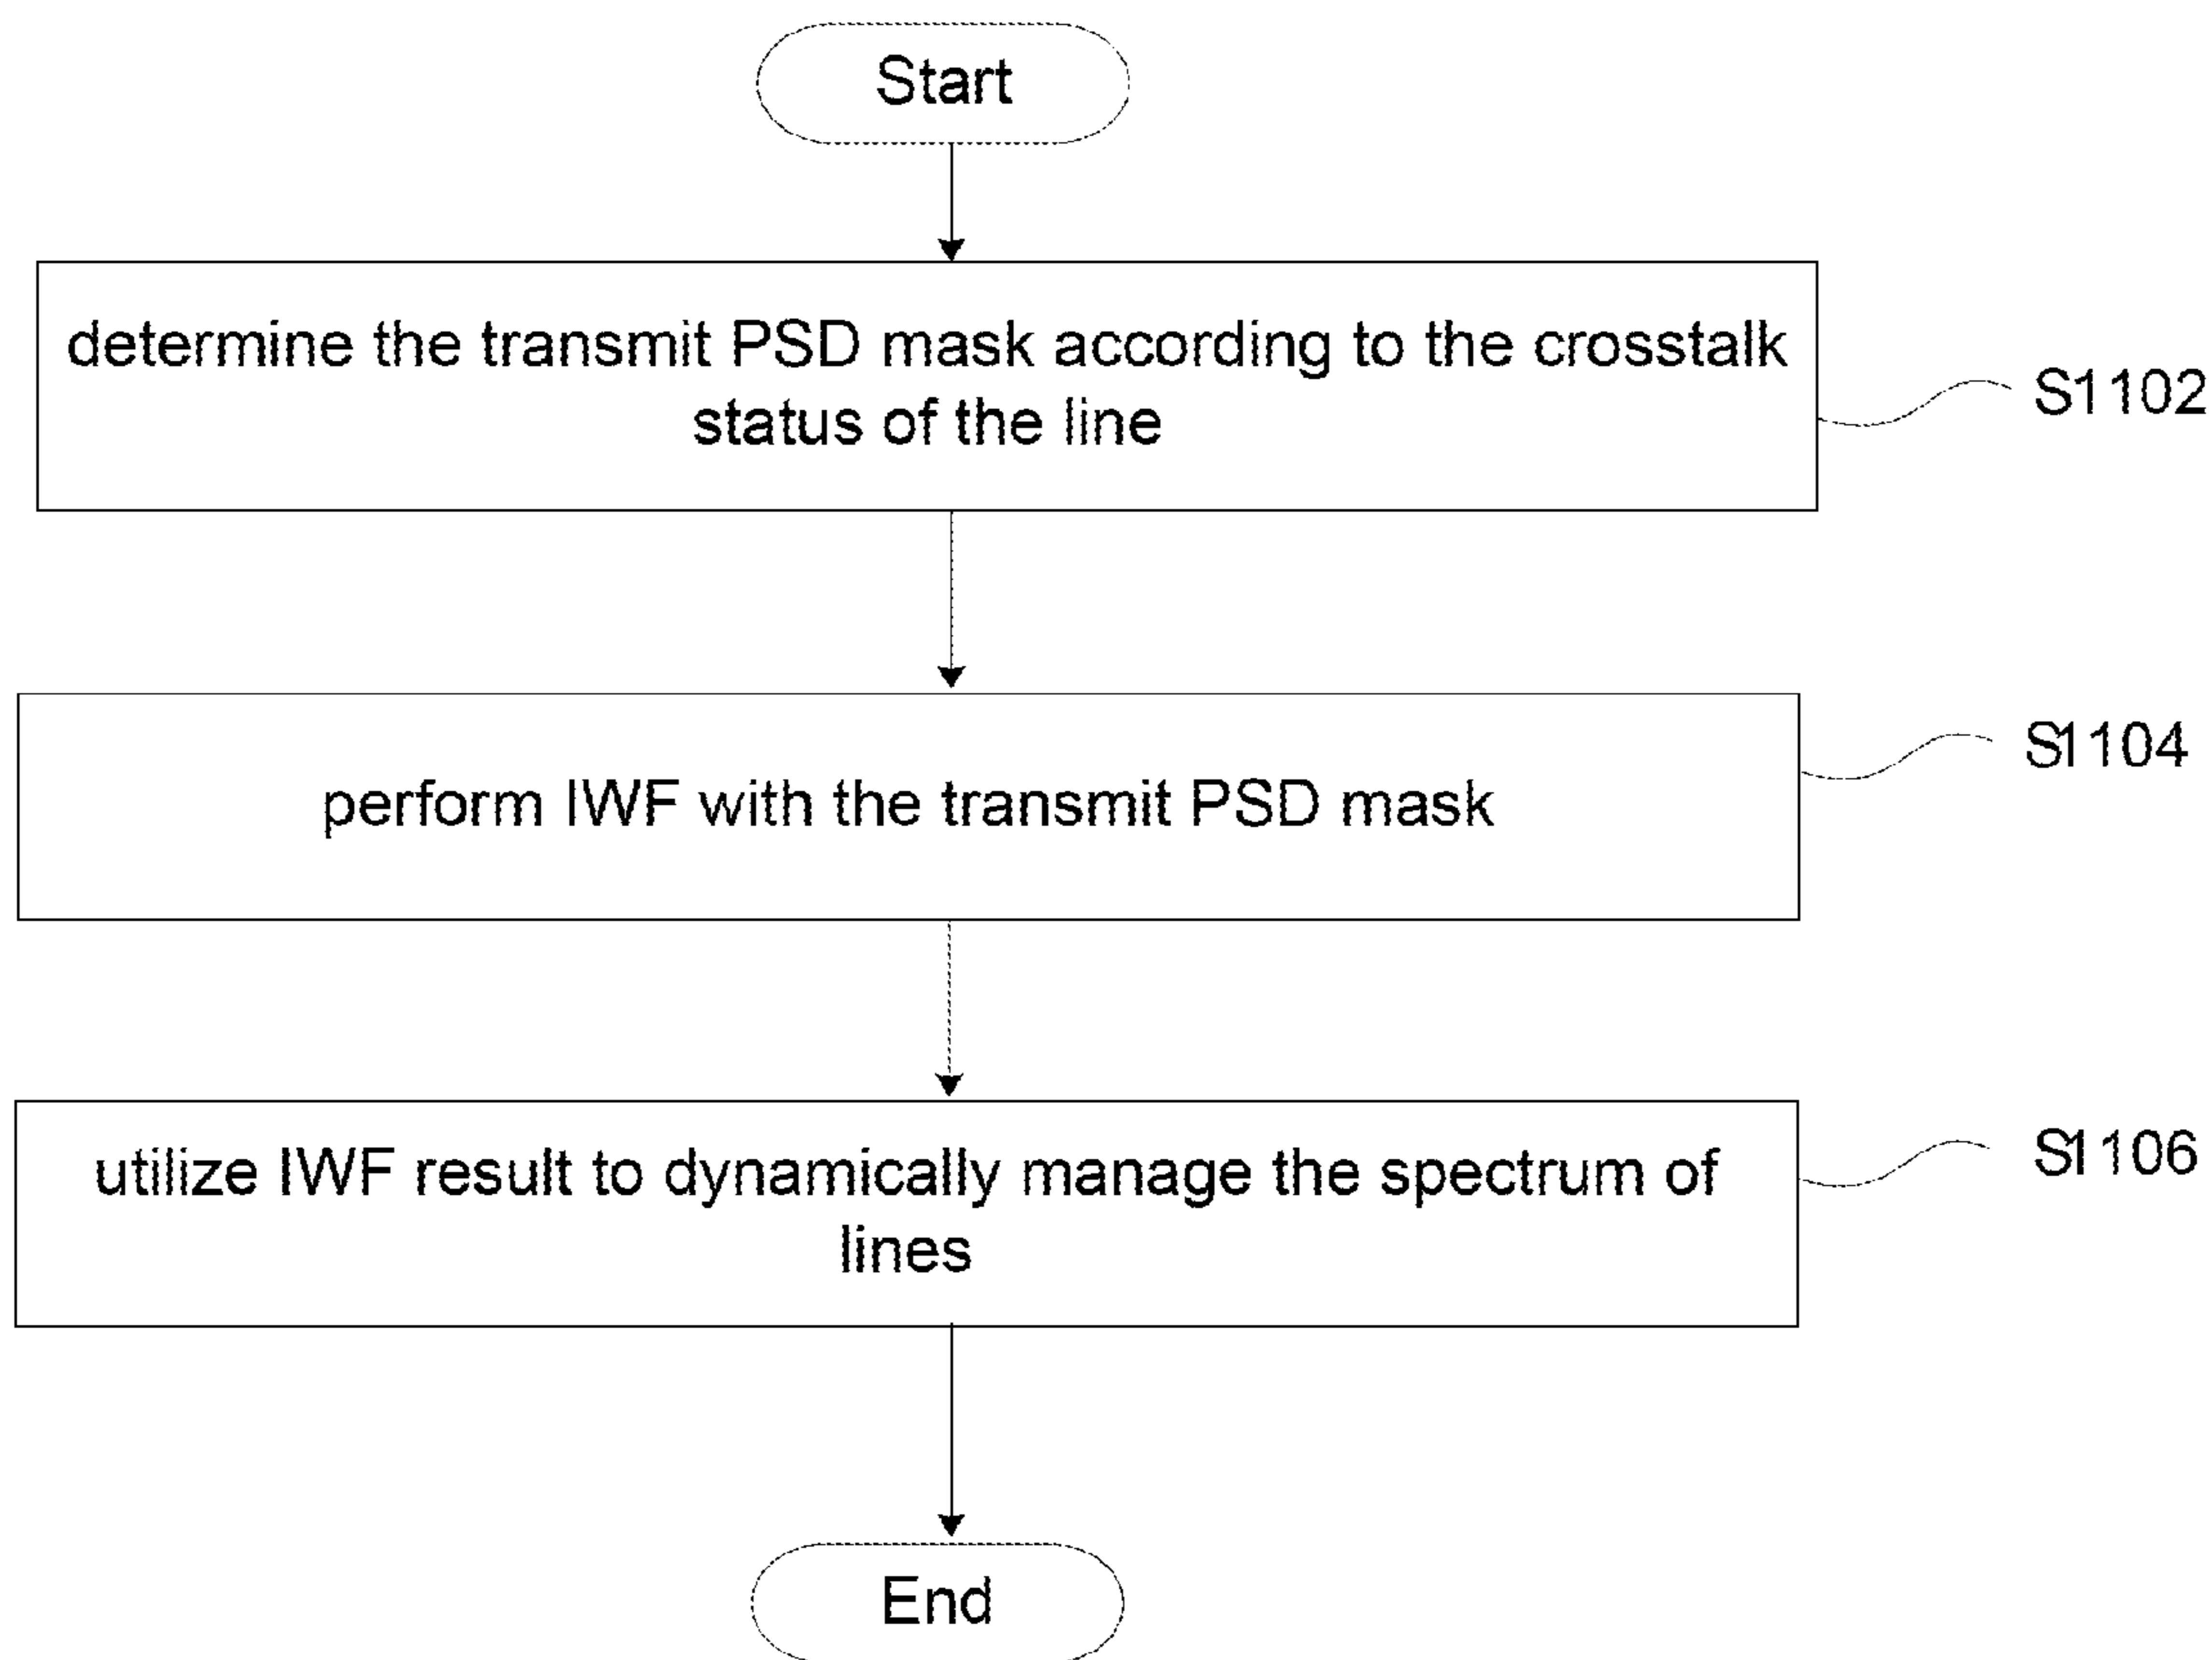 Start
determine the transmit PSD mask according to the crosstalk
status of the line
S1102
perform IWF with the transmit PSD mask
S1104
utilize IWF result to dynamically manage the spectrum of
lines
S1106
End